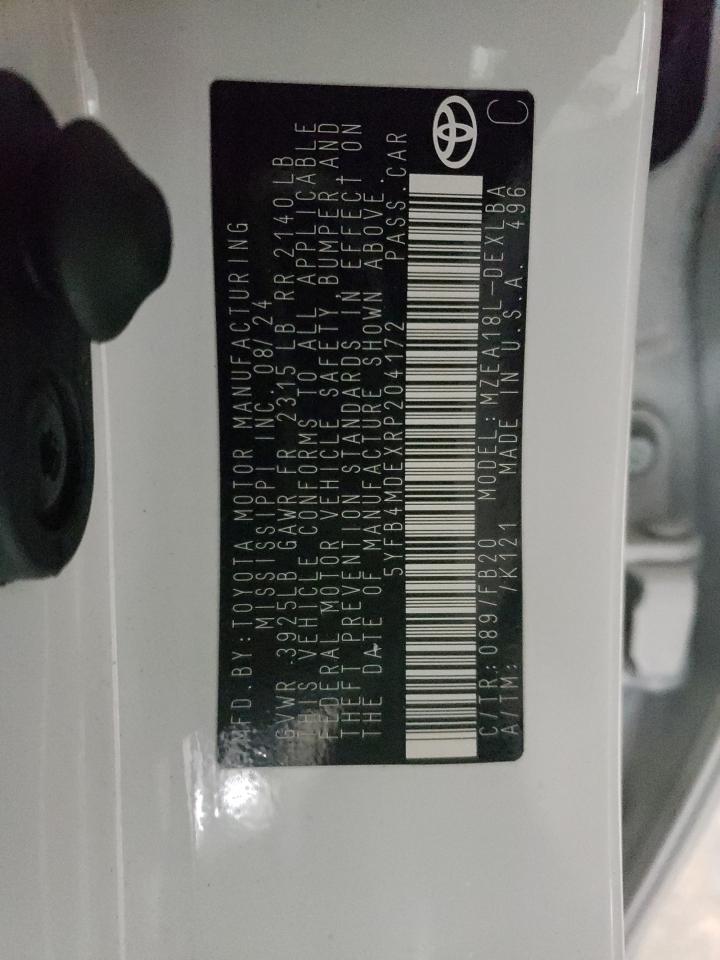 MFD.BY:TOYOTA MOTOR MANUFACTURING
MISSISSIPPI INC.08/24
GVWR 3925LB GAWR FR 2315 LB RR 2140 LB
THIS VEHICLE CONFORMS TO ALL APPLICABLE
FEDERAL MOTOR VEHICLE SAFETY, BUMPER AND
THEFT PREVENTION STANDARDS IN EFFECT ON
THE DATE OF MANUFACTURE SHOWN ABOVE.
5YFB4MDEXRP204172 PASS.CAR
C/TR:089/FB20 MODEL:MZEA18L-DEXLBA
A/TM: /K121 MADE IN U.S.A. 496
C